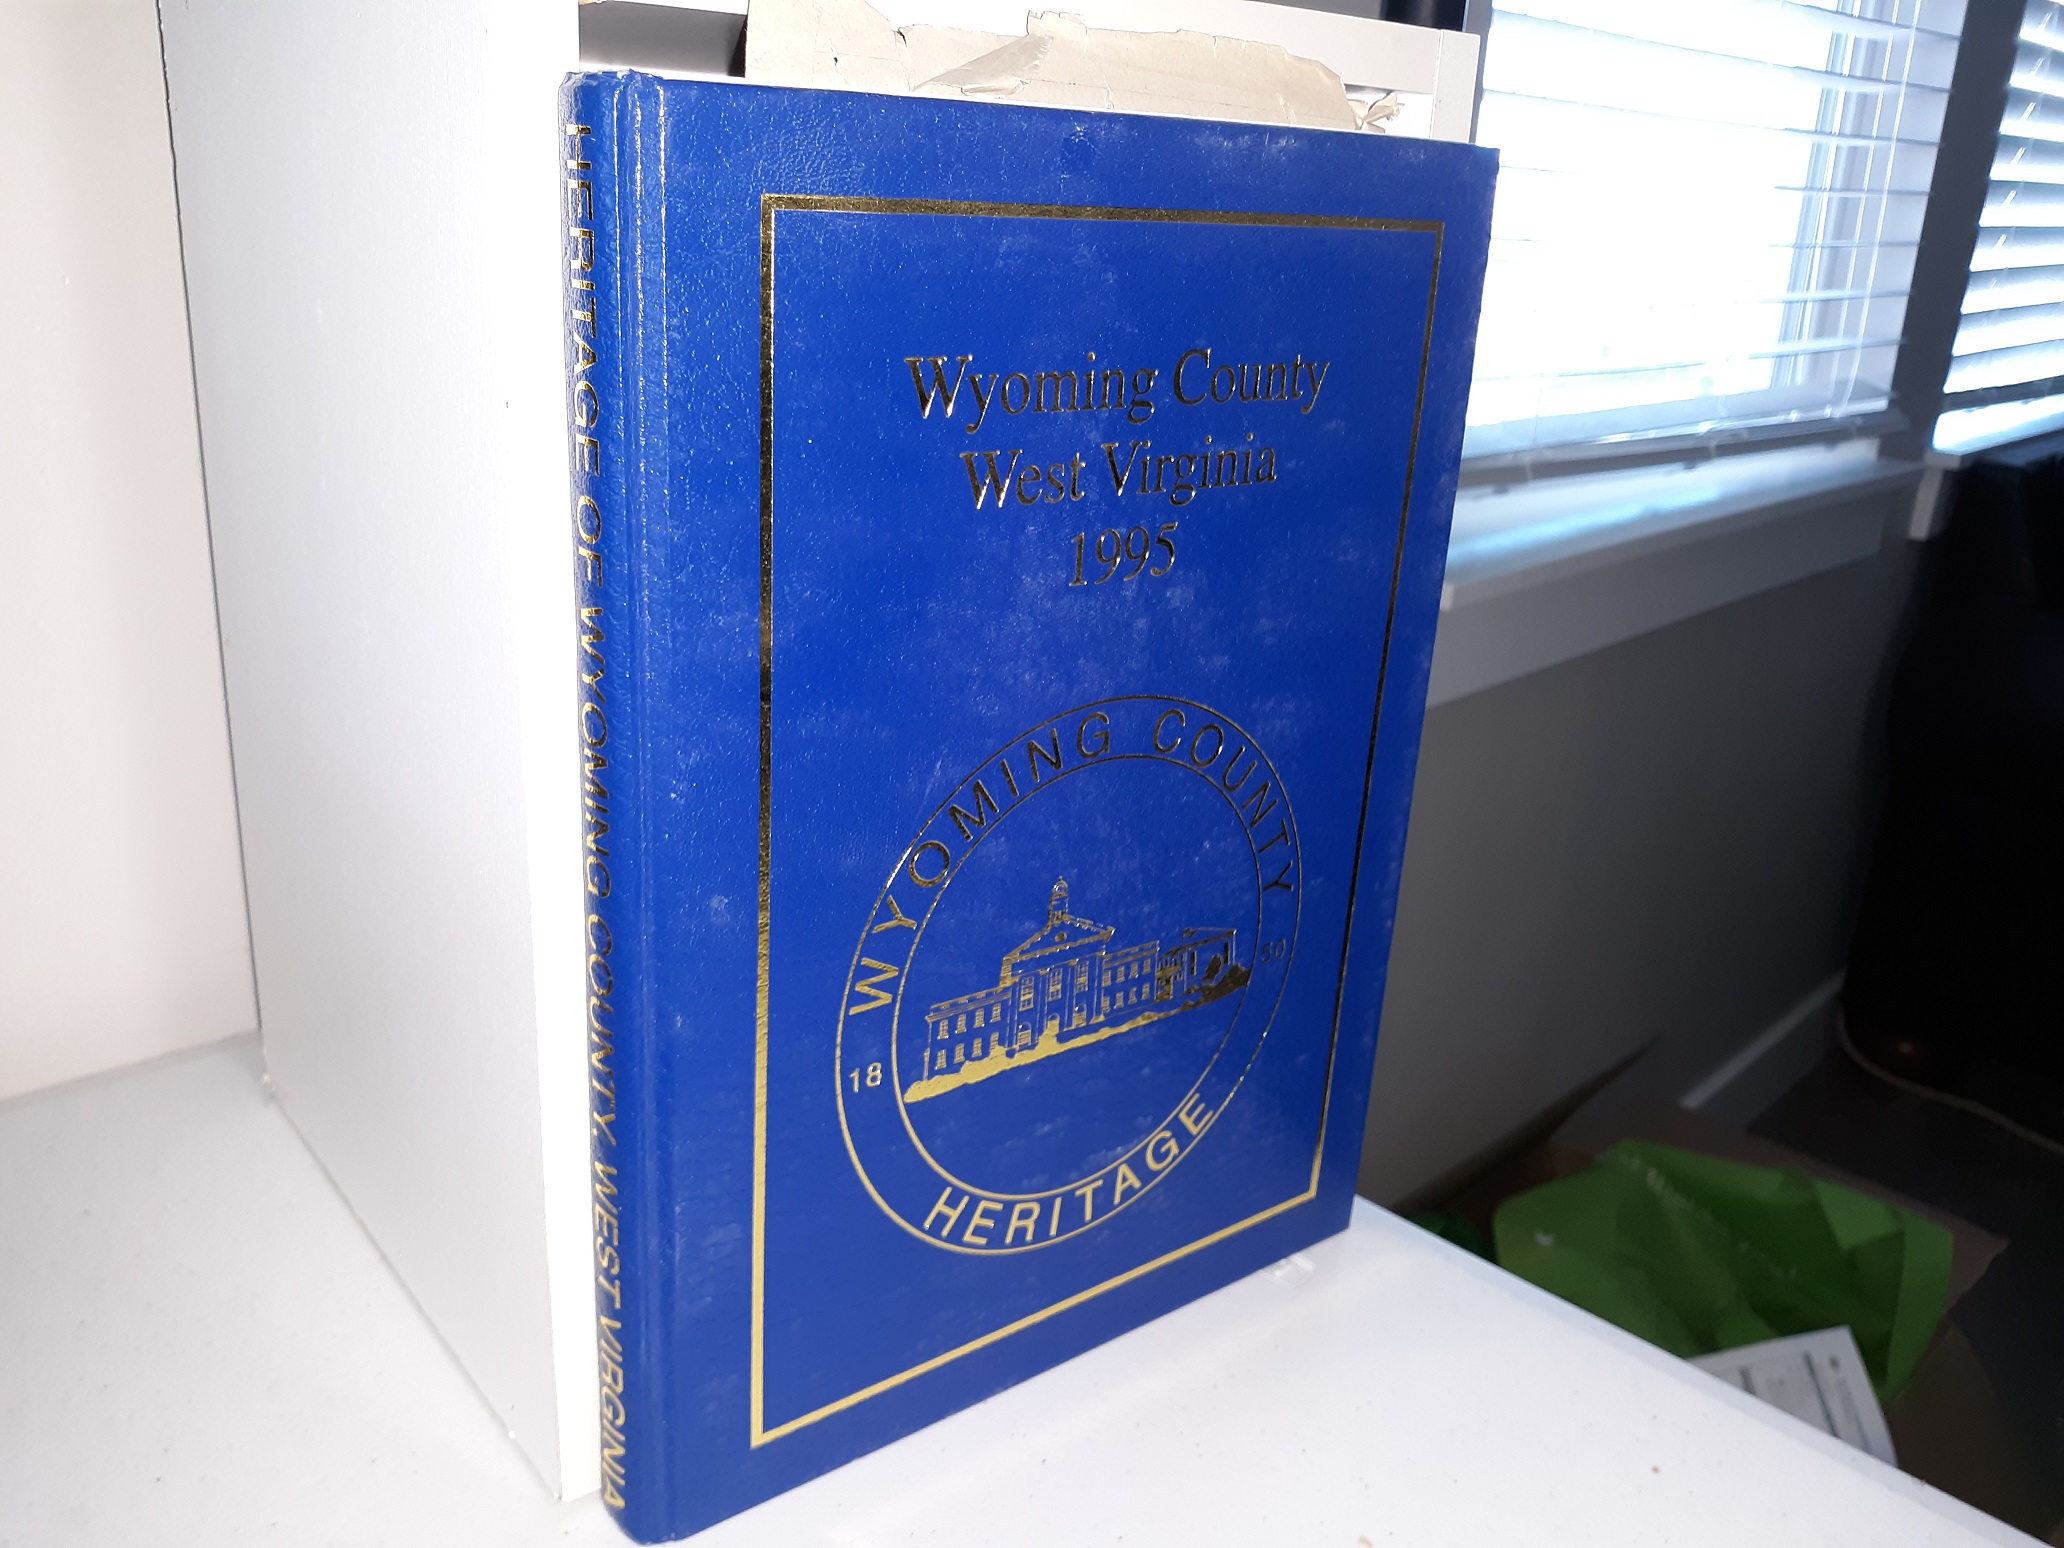 HERITAGE OF WYOMING COUNTY, WEST VIRGINIA
Wyoming County
West Virginia
1995
WYOMING COUNTY
18 50
HERITAGE